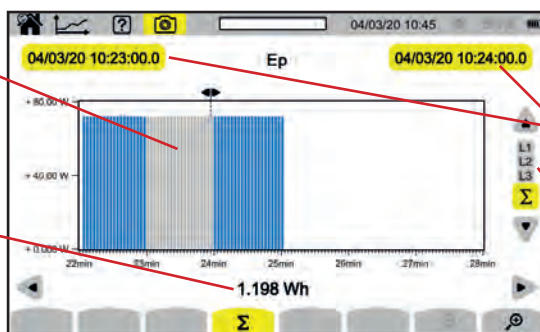 ? 04/03/20 10:45
04/03/20 10:23:00.0 Ep 04/03/20 10:24:00.0
+ 80.00 W
+ 40.00 W
+ 0.000 W
L1
L2
L3
Σ
22min 23min 24min 25min 26min 27min 28min
1.198 Wh
Σ